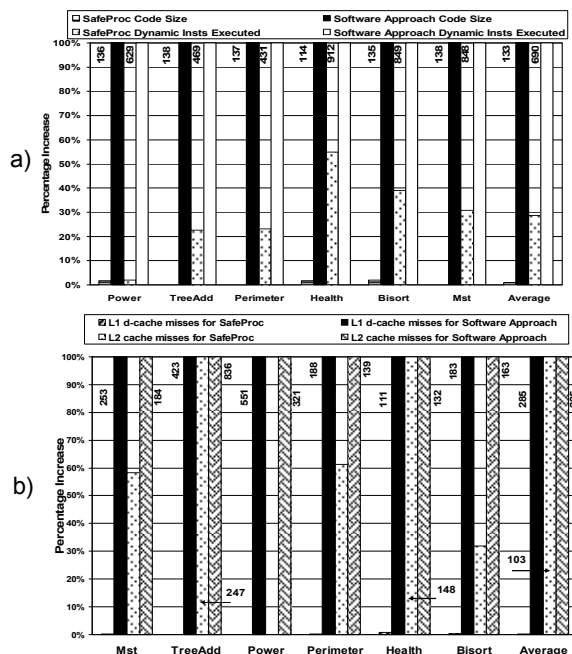 SafeProc Code Size
Software Approach Code Size
SafeProc Dynamic Insts Executed
Software Approach Dynamic Insts Executed
a)
Percentage Increase
100%
90%
80%
70%
60%
50%
40%
30%
20%
10%
0%
136
629
138
469
137
431
114
912
135
849
138
848
133
690
Power
TreeAdd
Perimeter
Health
Bisort
Mst
Average
L1 d-cache misses for SafeProc
L1 d-cache misses for Software Approach
L2 cache misses for SafeProc
L2 cache misses for Software Approach
b)
Percentage Increase
100%
90%
80%
70%
60%
50%
40%
30%
20%
10%
0%
253
184
423
836
551
321
188
139
111
132
183
163
285
247
148
103
Mst
TreeAdd
Power
Perimeter
Health
Bisort
Average